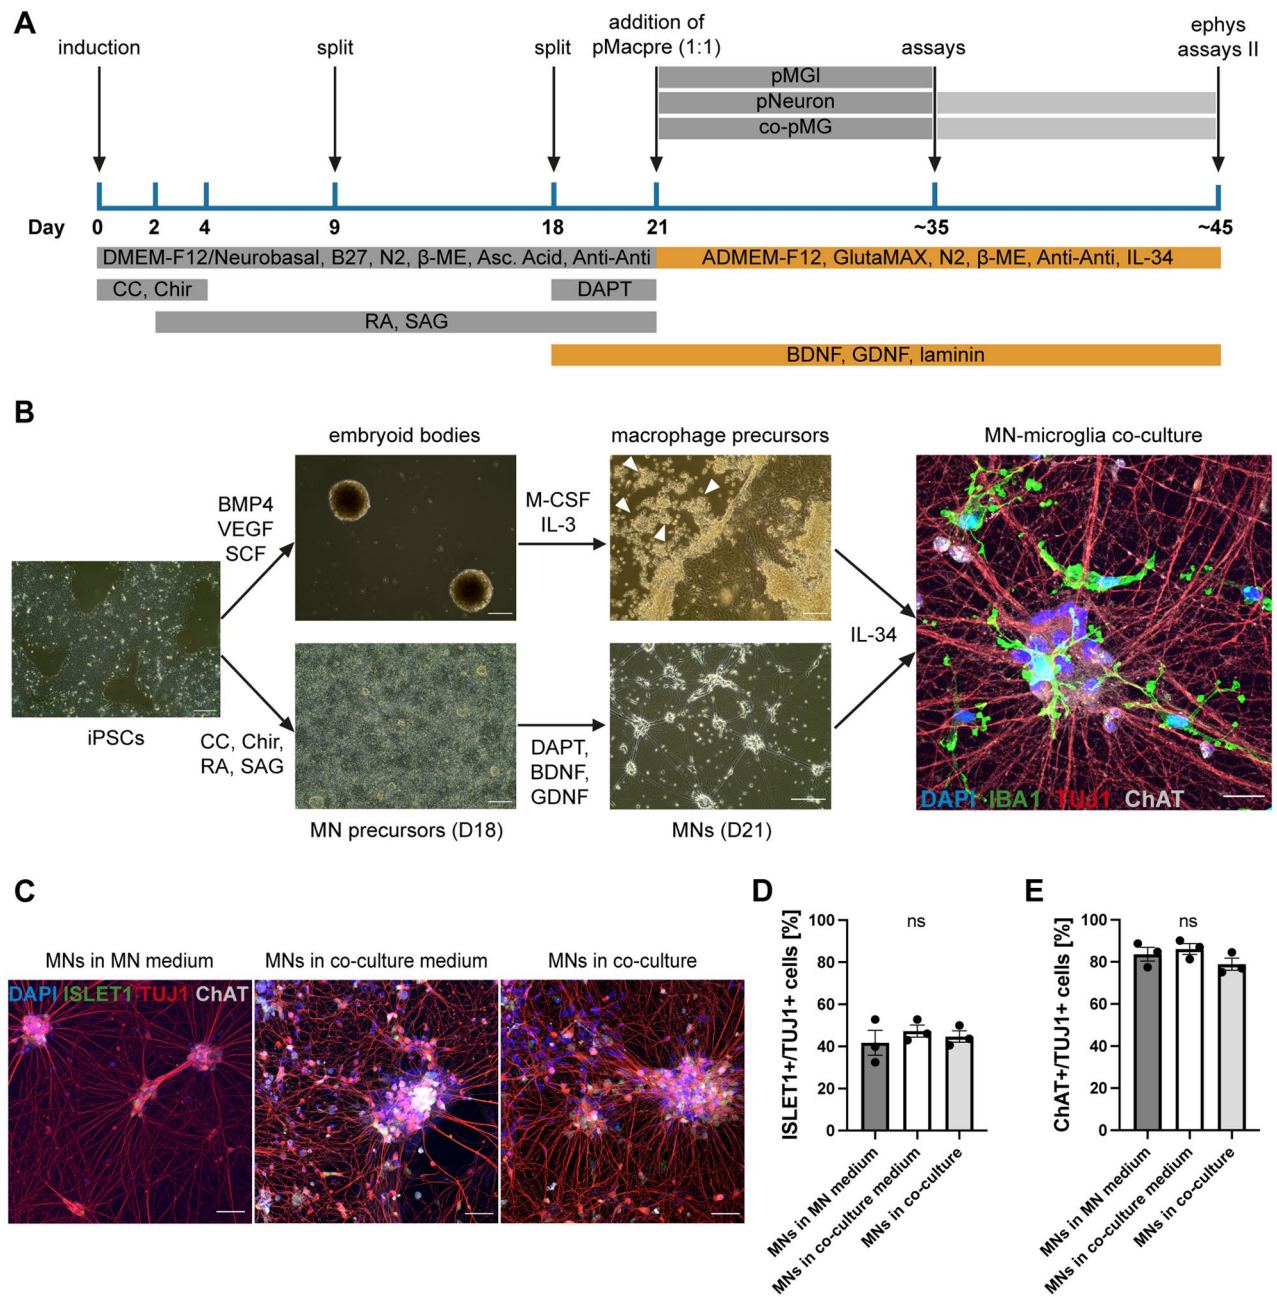 A
induction
split
split
addition of
pMacpre (1:1)
assays
ephys
assays II
pMGl
pNeuron
co-pMG
Day
0 2 4 9 18 21 ~35 ~45
DMEM-F12/Neurobasal, B27, N2, β-ME, Asc. Acid, Anti-Anti
ADMEM-F12, GlutaMAX, N2, β-ME, Anti-Anti, IL-34
CC, Chir
DAPT
RA, SAG
BDNF, GDNF, laminin
B
embryoid bodies
macrophage precursors
MN-microglia co-culture
BMP4
VEGF
SCF
M-CSF
IL-3
IL-34
iPSCs
CC, Chir,
RA, SAG
DAPT,
BDNF,
GDNF
DAPI IBA1 TUJ1 ChAT
MN precursors (D18)
MNs (D21)
C
MNs in MN medium
MNs in co-culture medium
MNs in co-culture
DAPI ISLET1 TUJ1 ChAT
D
ISLET1+/TUJ1+ cells [%]
100
80
60
40
20
0
ns
MNs in MN medium
MNs in co-culture medium
MNs in co-culture
E
ChAT+/TUJ1+ cells [%]
100
80
60
40
20
0
ns
MNs in MN medium
MNs in co-culture medium
MNs in co-culture